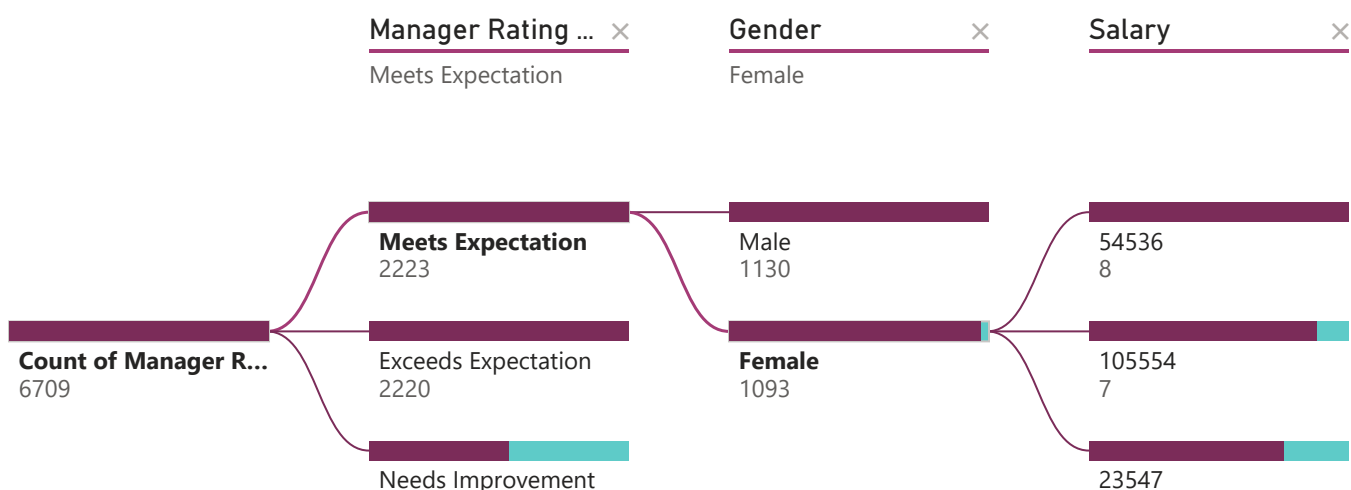 Manager Rating ...
Meets Expectation
Gender
Female
Salary
Count of Manager R...
6709
Meets Expectation
2223
Exceeds Expectation
2220
Needs Improvement
Male
1130
Female
1093
54536
8
105554
7
23547